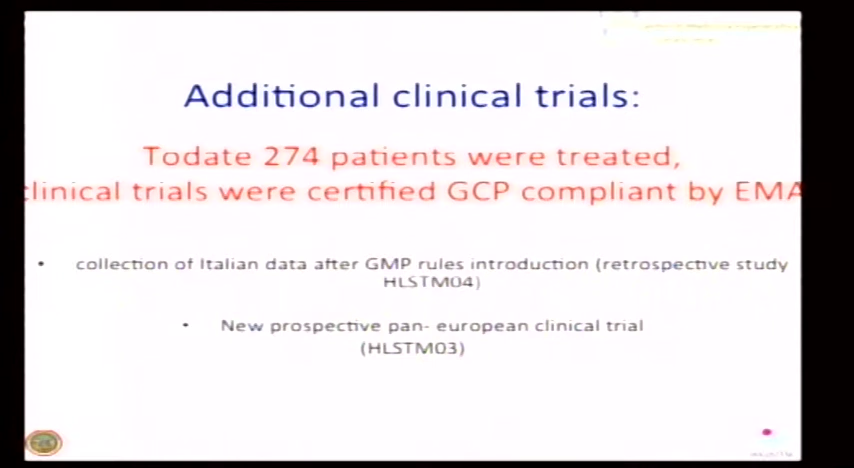 Additional clinical trials:
Todate 274 patients were treated,
clinical trials were certified GCP compliant by EMA
• collection of Italian data after GMP rules introduction (retrospective study
HLSTM04)
• New prospective pan- european clinical trial
(HLSTM03)